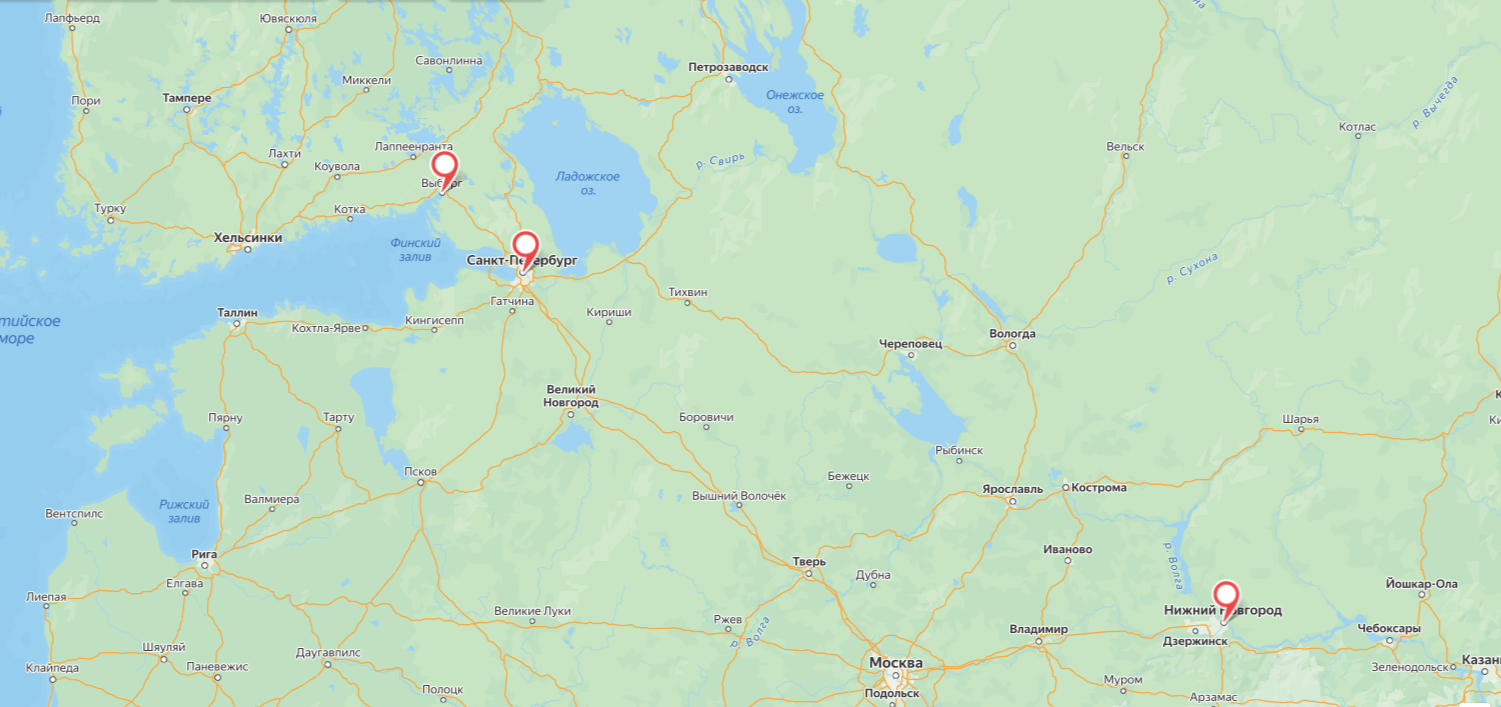 Лапферд
Ювяскюля
Савонлинна
Петрозаводск
Миккели
Тампере
Пори
Онежское
оз.
р. Вычегда
Котлас
Вельск
Лаппеенранта
Лахти
Коувола
р. Свирь
Ладожское
оз.
Турку
Котка
Хельсинки
Финский
залив
Санкт-Петербург
р. Сухона
Тихвин
Гатчина
Кириши
Таллин
Кохтла-Ярве
Кингисепп
море
Череповец
Вологда
Великий
Новгород
Пярну
Тарту
Боровичи
Шарья
Рыбинск
Псков
Бежецк
Вышний Волочёк
Ярославль
Кострома
Валмиера
Рижский
залив
Вентспилс
Рига
Тверь
Иваново
р. Волга
Дубна
Йошкар-Ола
Елгава
Лиепая
Великие Луки
Ржев
р. Волга
Нижний Новгород
Владимир
Дзержинск
Чебоксары
Шяуляй
Даугавпилс
Москва
Зеленодольск
Клайпеда
Паневежис
Муром
Подольск
Полоцк
Арзамас